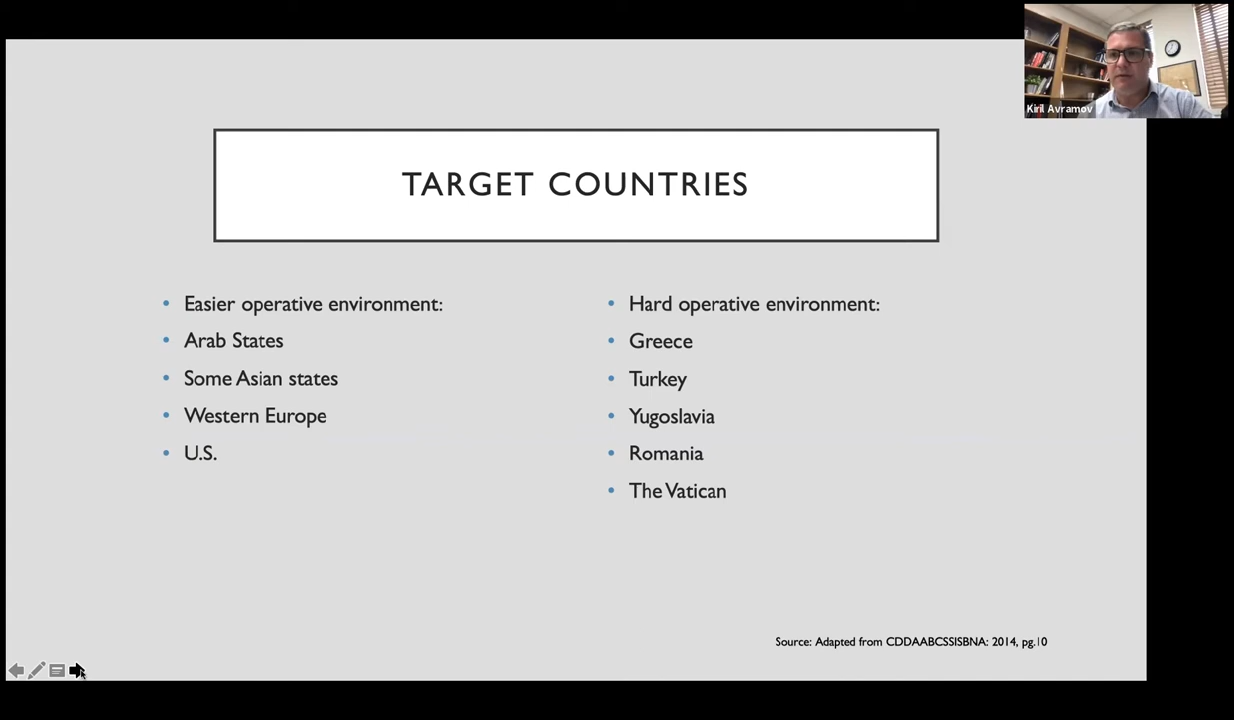 Kiril Avramov
TARGET COUNTRIES
• Easier operative environment:
• Arab States
• Some Asian states
• Western Europe
• U.S.
• Hard operative environment:
• Greece
• Turkey
• Yugoslavia
• Romania
• The Vatican
Source: Adapted from CDDAABCSSISBNA: 2014, pg.10